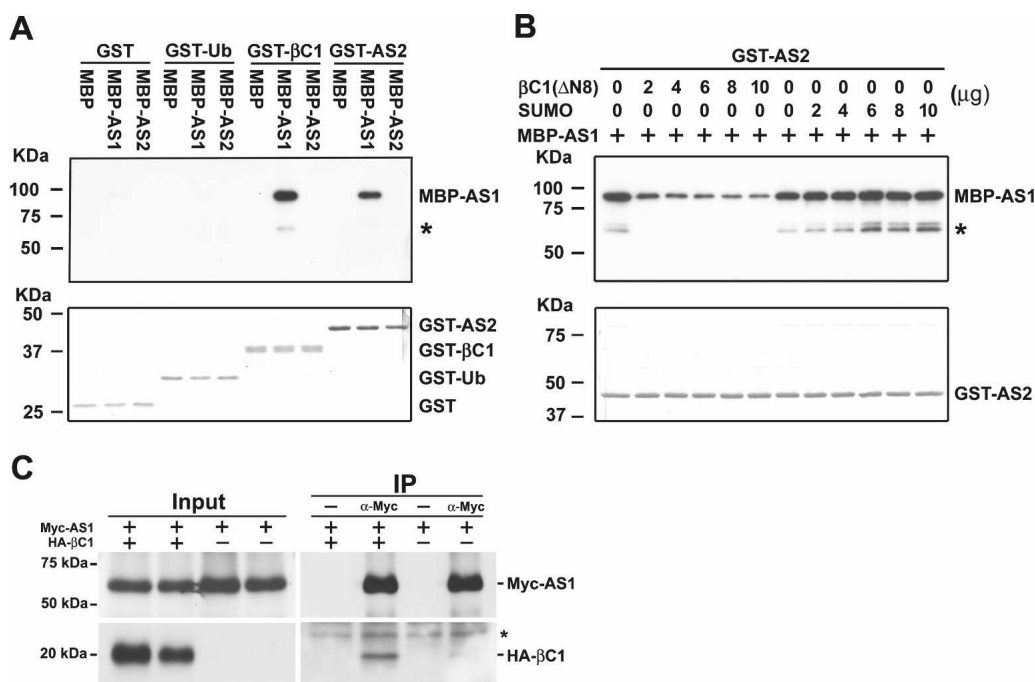 A
GST GST-Ub GST-βC1 GST-AS2
MBP MBP-AS1 MBP-AS2 MBP MBP-AS1 MBP-AS2 MBP MBP-AS1 MBP-AS2 MBP MBP-AS1 MBP-AS2
KDa
100
75
50
MBP-AS1
*
KDa
50
37
25
GST-AS2
GST-βC1
GST-Ub
GST
B
GST-AS2
βC1(ΔN8) 0 2 4 6 8 10 0 0 0 0 0 0
SUMO 0 0 0 0 0 0 0 2 4 6 8 10
(μg)
MBP-AS1 + + + + + + + + + + + +
KDa
100
75
50
MBP-AS1
*
75
50
37
GST-AS2
C
Input IP
− α-Myc − α-Myc
Myc-AS1 + + + + + + + +
HA-βC1 + + − − + + − −
75 kDa
50 kDa
Myc-AS1
20 kDa
*
HA-βC1